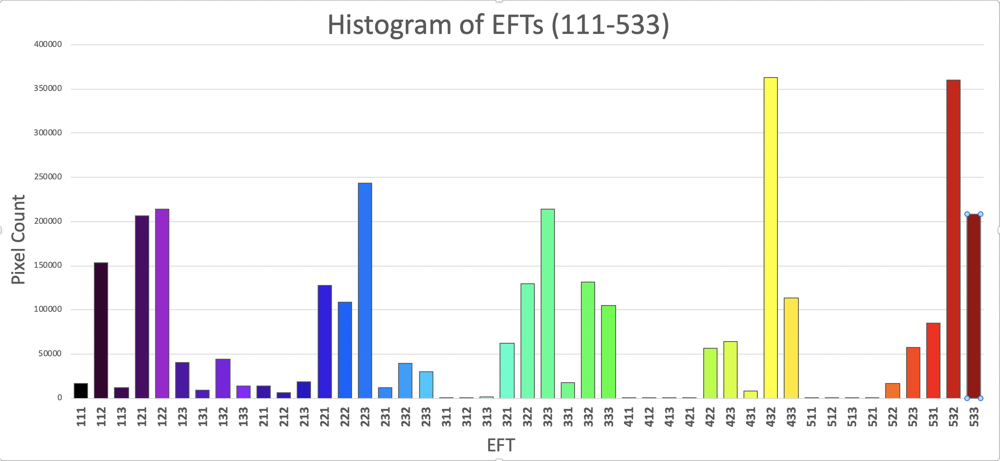 Histogram of EFTs (111-533)
400000
350000
300000
250000
200000
150000
100000
50000
0
Pixel Count
111 112 113 121 122 123 131 132 133 211 212 213 221 222 223 231 232 233 311 312 313 321 322 323 331 332 333 411 412 413 421 422 423 431 432 433 511 512 513 521 522 523 531 532 533
EFT